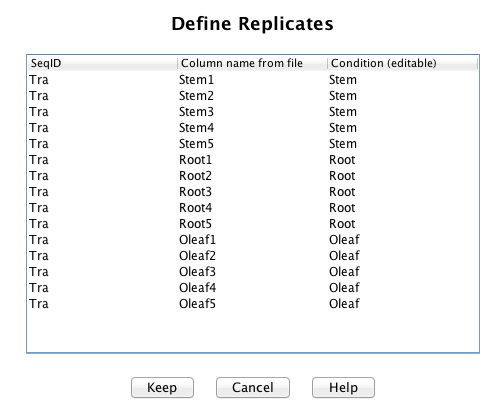 Define Replicates
SeqID Column name from file Condition (editable)
Tra Stem1 Stem
Tra Stem2 Stem
Tra Stem3 Stem
Tra Stem4 Stem
Tra Stem5 Stem
Tra Root1 Root
Tra Root2 Root
Tra Root3 Root
Tra Root4 Root
Tra Root5 Root
Tra Oleaf1 Oleaf
Tra Oleaf2 Oleaf
Tra Oleaf3 Oleaf
Tra Oleaf4 Oleaf
Tra Oleaf5 Oleaf
Keep Cancel Help